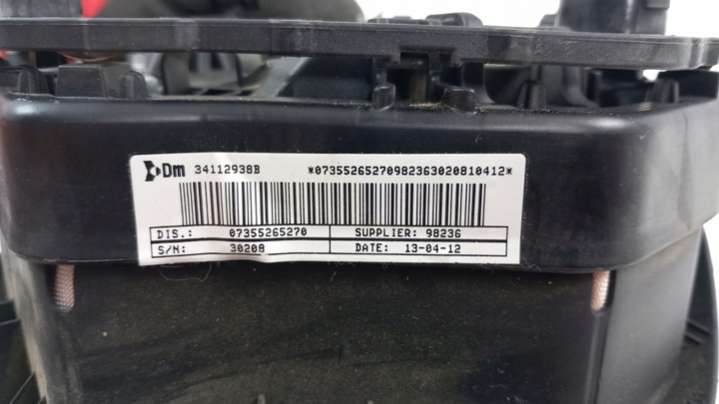 Dm 34112938B *07355265270982363020810412*
DIS.: 07355265270 SUPPLIER: 98236
S/N: 30208 DATE: 13-04-12